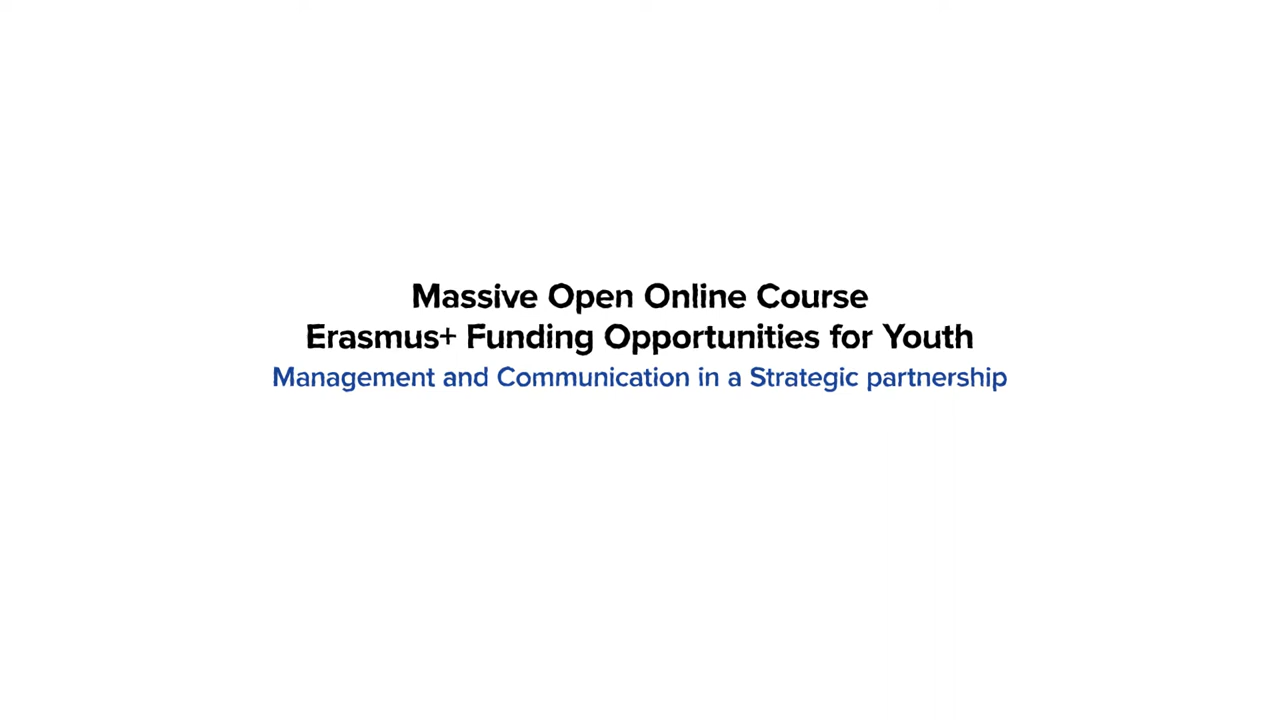 Massive Open Online Course
Erasmus+ Funding Opportunities for Youth
Management and Communication in a Strategic partnership